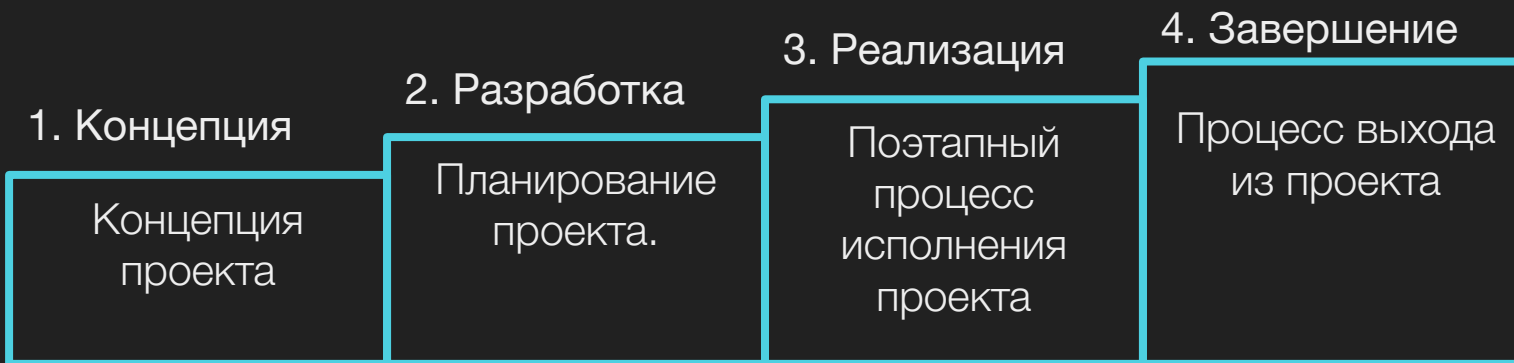 1. Концепция
Концепция
проекта
2. Разработка
Планирование
проекта.
3. Реализация
Поэтапный
процесс
исполнения
проекта
4. Завершение
Процесс выхода
из проекта